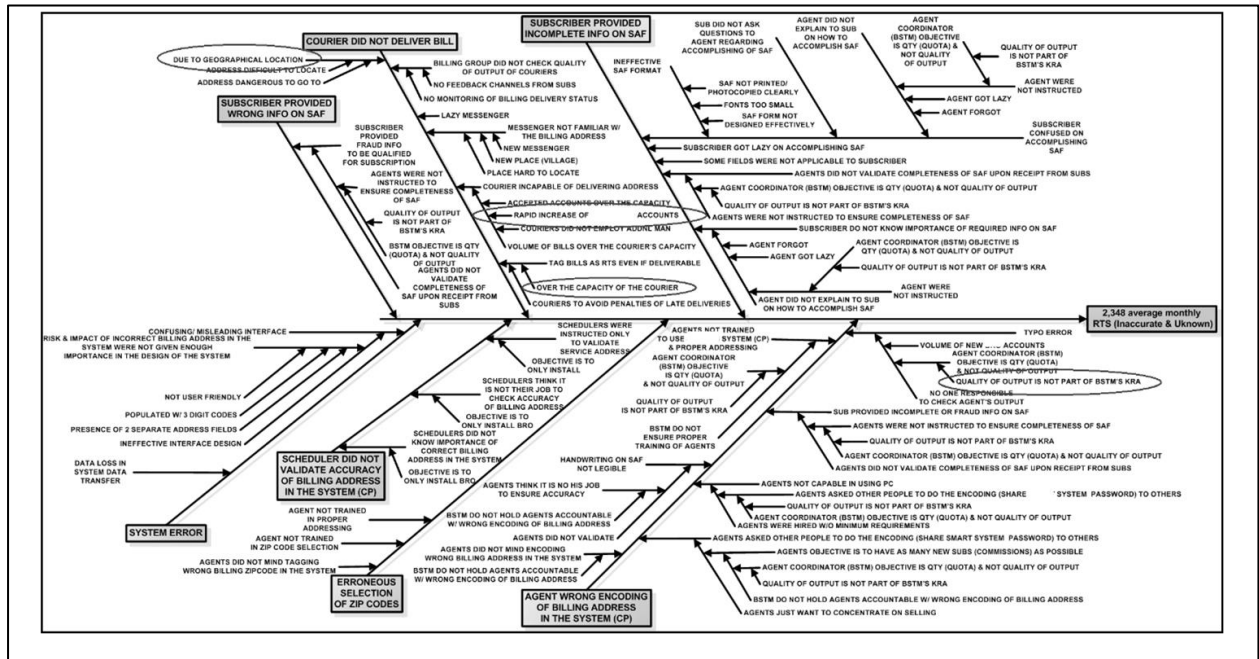 COURIER DID NOT DELIVER BILL
DUE TO GEOGRAPHICAL LOCATION
ADDRESS DIFFICULT TO LOCATE
ADDRESS DANGEROUS TO GO TO
BILLING GROUP DID NOT CHECK QUALITY
OF OUTPUT OF COURIERS
NO FEEDBACK CHANNELS FROM SUBS
NO MONITORING OF BILLING DELIVERY STATUS
LAZY MESSENGER
MESSENGER NOT FAMILIAR W/
THE BILLING ADDRESS
NEW MESSENGER
NEW PLACE (VILLAGE)
PLACE HARD TO LOCATE
COURIER INCAPABLE OF DELIVERING ADDRESS
ACCEPTED ACCOUNTS OVER THE CAPACITY
RAPID INCREASE OF ACCOUNTS
COURIERS DID NOT EMPLOY ADDNL MAN
VOLUME OF BILLS OVER THE COURIER'S CAPACITY
TAG BILLS AS RTS EVEN IF DELIVERABLE
OVER THE CAPACITY OF THE COURIER
COURIERS TO AVOID PENALTIES OF LATE DELIVERIES
SUBSCRIBER PROVIDED
WRONG INFO ON SAF
SUBSCRIBER
PROVIDED
FRAUD INFO
TO BE QUALIFIED
FOR SUBSCRIPTION
AGENTS WERE NOT
INSTRUCTED TO
ENSURE COMPLETENESS
OF SAF
QUALITY OF OUTPUT
IS NOT PART OF
BSTM'S KRA
BSTM OBJECTIVE IS QTY
(QUOTA) & NOT QUALITY
OF OUTPUT
AGENTS DID NOT
VALIDATE
COMPLETENESS OF
SAF UPON RECEIPT FROM
SUBS
SUBSCRIBER PROVIDED
INCOMPLETE INFO ON SAF
INEFFECTIVE
SAF FORMAT
SAF NOT PRINTED/
PHOTOCOPIED CLEARLY
FONTS TOO SMALL
SAF FORM NOT
DESIGNED EFFECTIVELY
SUB DID NOT ASK
QUESTIONS TO
AGENT REGARDING
ACCOMPLISHING OF SAF
AGENT DID NOT
EXPLAIN TO SUB
ON HOW TO
ACCOMPLISH SAF
AGENT
COORDINATOR
(BSTM) OBJECTIVE
IS QTY (QUOTA) &
NOT QUALITY
OF OUTPUT
QUALITY OF OUTPUT
IS NOT PART OF
BSTM'S KRA
AGENT WERE
NOT INSTRUCTED
AGENT GOT LAZY
AGENT FORGOT
SUBSCRIBER
CONFUSED ON
ACCOMPLISHING
SAF
SUBSCRIBER GOT LAZY ON ACCOMPLISHING SAF
SOME FIELDS WERE NOT APPLICABLE TO SUBSCRIBER
AGENTS DID NOT VALIDATE COMPLETENESS OF SAF UPON RECEIPT FROM SUBS
AGENT COORDINATOR (BSTM) OBJECTIVE IS QTY (QUOTA) & NOT QUALITY OF OUTPUT
QUALITY OF OUTPUT IS NOT PART OF BSTM'S KRA
AGENTS WERE NOT INSTRUCTED TO ENSURE COMPLETENESS OF SAF
SUBSCRIBER DO NOT KNOW IMPORTANCE OF REQUIRED INFO ON SAF
AGENT FORGOT
AGENT GOT LAZY
AGENT COORDINATOR (BSTM) OBJECTIVE IS
QTY (QUOTA) & NOT QUALITY OF OUTPUT
QUALITY OF OUTPUT IS NOT PART OF BSTM'S KRA
AGENT WERE
NOT INSTRUCTED
AGENT DID NOT EXPLAIN TO SUB
ON HOW TO ACCOMPLISH SAF
2,348 average monthly
RTS (Inaccurate & Uknown)
CONFUSING/ MISLEADING INTERFACE
RISK & IMPACT OF INCORRECT BILLING ADDRESS IN THE
SYSTEM WERE NOT GIVEN ENOUGH
IMPORTANCE IN THE DESIGN OF THE SYSTEM
NOT USER FRIENDLY
POPULATED W/ 3 DIGIT CODES
PRESENCE OF 2 SEPARATE ADDRESS FIELDS
INEFFECTIVE INTERFACE DESIGN
DATA LOSS IN
SYSTEM DATA
TRANSFER
SYSTEM ERROR
SCHEDULERS WERE
INSTRUCTED ONLY
TO VALIDATE
SERVICE ADDRESS
OBJECTIVE IS TO
ONLY INSTALL
SCHEDULERS THINK IT
IS NOT THEIR JOB TO
CHECK ACCURACY
OF BILLING ADDRESS
OBJECTIVE IS TO
ONLY INSTALL BRO
SCHEDULERS DID NOT
KNOW IMPORTANCE OF
CORRECT BILLING
ADDRESS IN THE SYSTEM
OBJECTIVE IS TO
ONLY INSTALL BRO
SCHEDULER DID NOT
VALIDATE ACCURACY
OF BILLING ADDRESS
IN THE SYSTEM (CP)
AGENT NOT TRAINED
IN PROPER
ADDRESSING
AGENT NOT TRAINED
IN ZIP CODE SELECTION
AGENTS DID NOT MIND TAGGING
WRONG BILLING ZIPCODE IN THE SYSTEM
ERRONEOUS
SELECTION
OF ZIP CODES
AGENTS NOT TRAINED
TO USE SYSTEM (CP)
& PROPER ADDRESSING
AGENT COORDINATOR
(BSTM) OBJECTIVE
IS QTY (QUOTA)
& NOT QUALITY OF OUTPUT
QUALITY OF OUTPUT
IS NOT PART OF BSTM'S KRA
BSTM DO NOT
ENSURE PROPER
TRAINING OF AGENTS
HANDWRITING ON SAF
NOT LEGIBLE
AGENTS THINK IT IS NO HIS JOB
TO ENSURE ACCURACY
BSTM DO NOT HOLD AGENTS ACCOUNTABLE
W/ WRONG ENCODING OF BILLING ADDRESS
AGENTS DID NOT VALIDATE
AGENTS DID NOT MIND ENCODING
WRONG BILLING ADDRESS IN THE SYSTEM
BSTM DO NOT HOLD AGENTS ACCOUNTABLE
W/ WRONG ENCODING OF BILLING ADDRESS
AGENT WRONG ENCODING
OF BILLING ADDRESS
IN THE SYSTEM (CP)
TYPO ERROR
VOLUME OF NEW ACCOUNTS
AGENT COORDINATOR (BSTM)
OBJECTIVE IS QTY (QUOTA)
& NOT QUALITY OF OUTPUT
QUALITY OF OUTPUT IS NOT PART OF BSTM'S KRA
NO ONE RESPONSIBLE
TO CHECK AGENT'S OUTPUT
SUB PROVIDED INCOMPLETE OR FRAUD INFO ON SAF
AGENTS WERE NOT INSTRUCTED TO ENSURE COMPLETENESS OF SAF
QUALITY OF OUTPUT IS NOT PART OF BSTM'S KRA
AGENT COORDINATOR (BSTM) OBJECTIVE IS QTY (QUOTA) & NOT QUALITY OF OUTPUT
AGENTS DID NOT VALIDATE COMPLETENESS OF SAF UPON RECEIPT FROM SUBS
AGENTS NOT CAPABLE IN USING PC
AGENTS ASKED OTHER PEOPLE TO DO THE ENCODING (SHARE SYSTEM PASSWORD) TO OTHERS
QUALITY OF OUTPUT IS NOT PART OF BSTM'S KRA
AGENT COORDINATOR (BSTM) OBJECTIVE IS QTY (QUOTA) & NOT QUALITY OF OUTPUT
AGENTS WERE HIRED W/O MINIMUM REQUIREMENTS
AGENTS ASKED OTHER PEOPLE TO DO THE ENCODING (SHARE SMART SYSTEM PASSWORD) TO OTHERS
AGENTS OBJECTIVE IS TO HAVE AS MANY NEW SUBS (COMMISSIONS) AS POSSIBLE
AGENT COORDINATOR (BSTM) OBJECTIVE IS QTY (QUOTA) & NOT QUALITY OF OUTPUT
QUALITY OF OUTPUT IS NOT PART OF BSTM'S KRA
BSTM DO NOT HOLD AGENTS ACCOUNTABLE W/ WRONG ENCODING OF BILLING ADDRESS
AGENTS JUST WANT TO CONCENTRATE ON SELLING